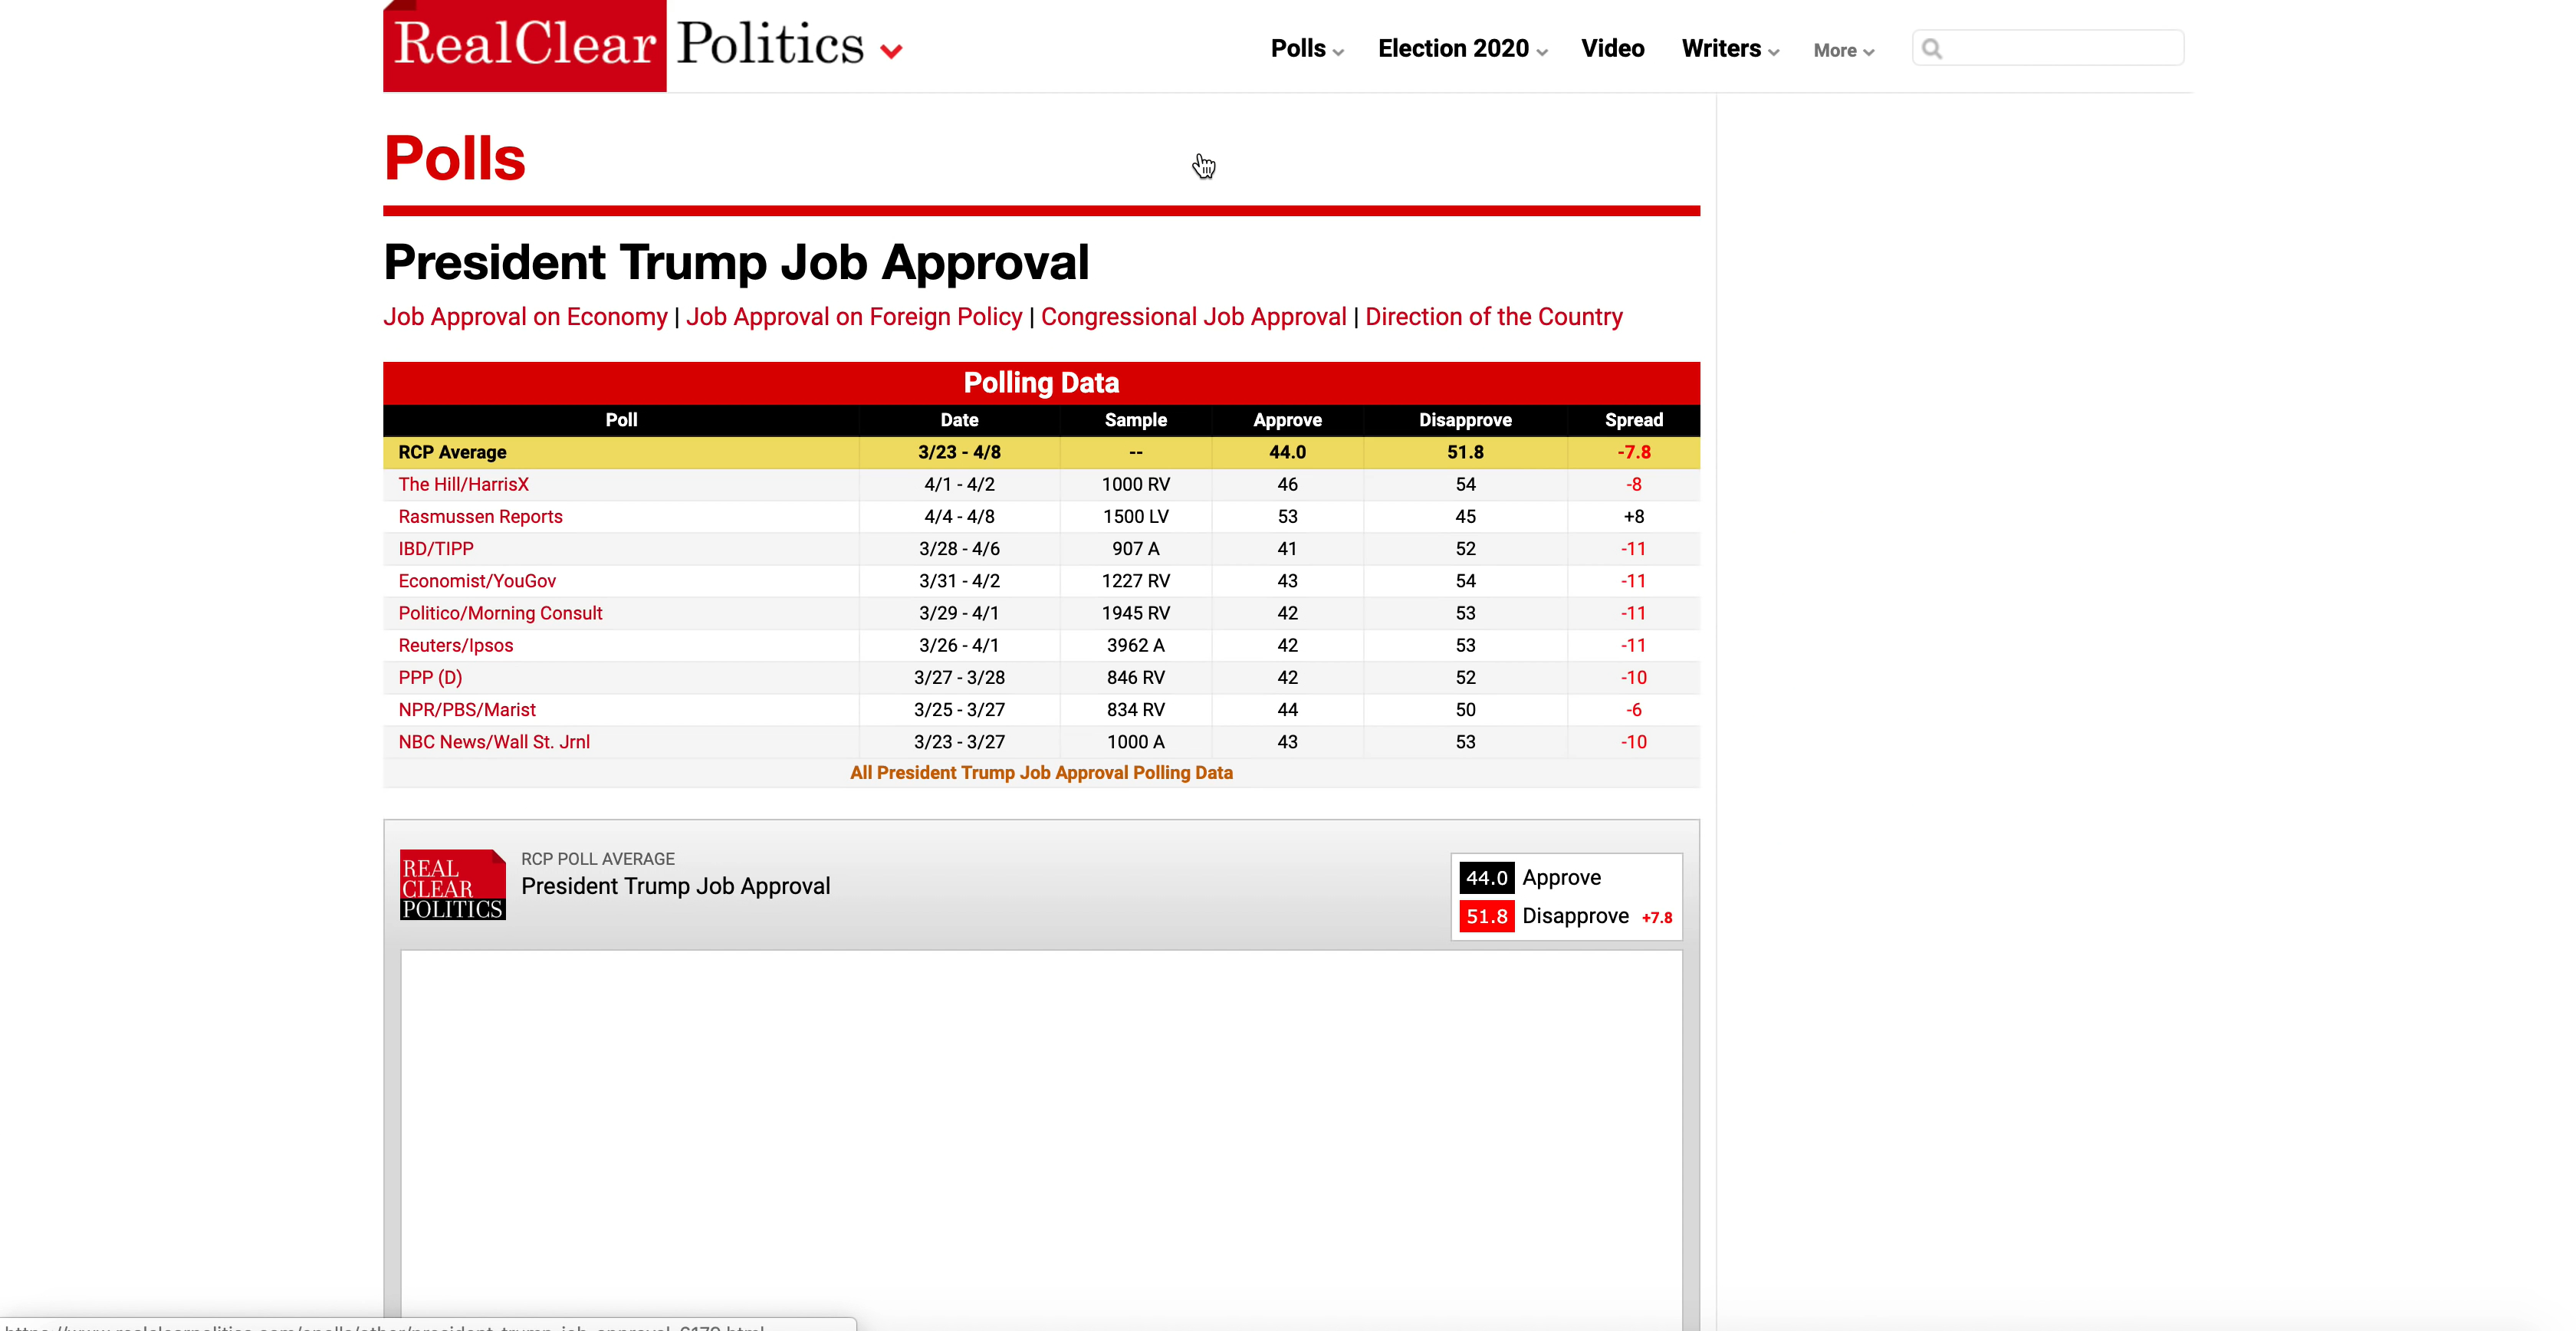 RealClear Politics
Polls Election 2020 Video Writers More
Polls
President Trump Job Approval
Job Approval on Economy | Job Approval on Foreign Policy | Congressional Job Approval | Direction of the Country
Polling Data
Poll Date Sample Approve Disapprove Spread
RCP Average 3/23 - 4/8 -- 44.0 51.8 -7.8
The Hill/HarrisX 4/1 - 4/2 1000 RV 46 54 -8
Rasmussen Reports 4/4 - 4/8 1500 LV 53 45 +8
IBD/TIPP 3/28 - 4/6 907 A 41 52 -11
Economist/YouGov 3/31 - 4/2 1227 RV 43 54 -11
Politico/Morning Consult 3/29 - 4/1 1945 RV 42 53 -11
Reuters/Ipsos 3/26 - 4/1 3962 A 42 53 -11
PPP (D) 3/27 - 3/28 846 RV 42 52 -10
NPR/PBS/Marist 3/25 - 3/27 834 RV 44 50 -6
NBC News/Wall St. Jrnl 3/23 - 3/27 1000 A 43 53 -10
All President Trump Job Approval Polling Data
REAL
CLEAR
POLITICS
RCP POLL AVERAGE
President Trump Job Approval
44.0 Approve
51.8 Disapprove +7.8